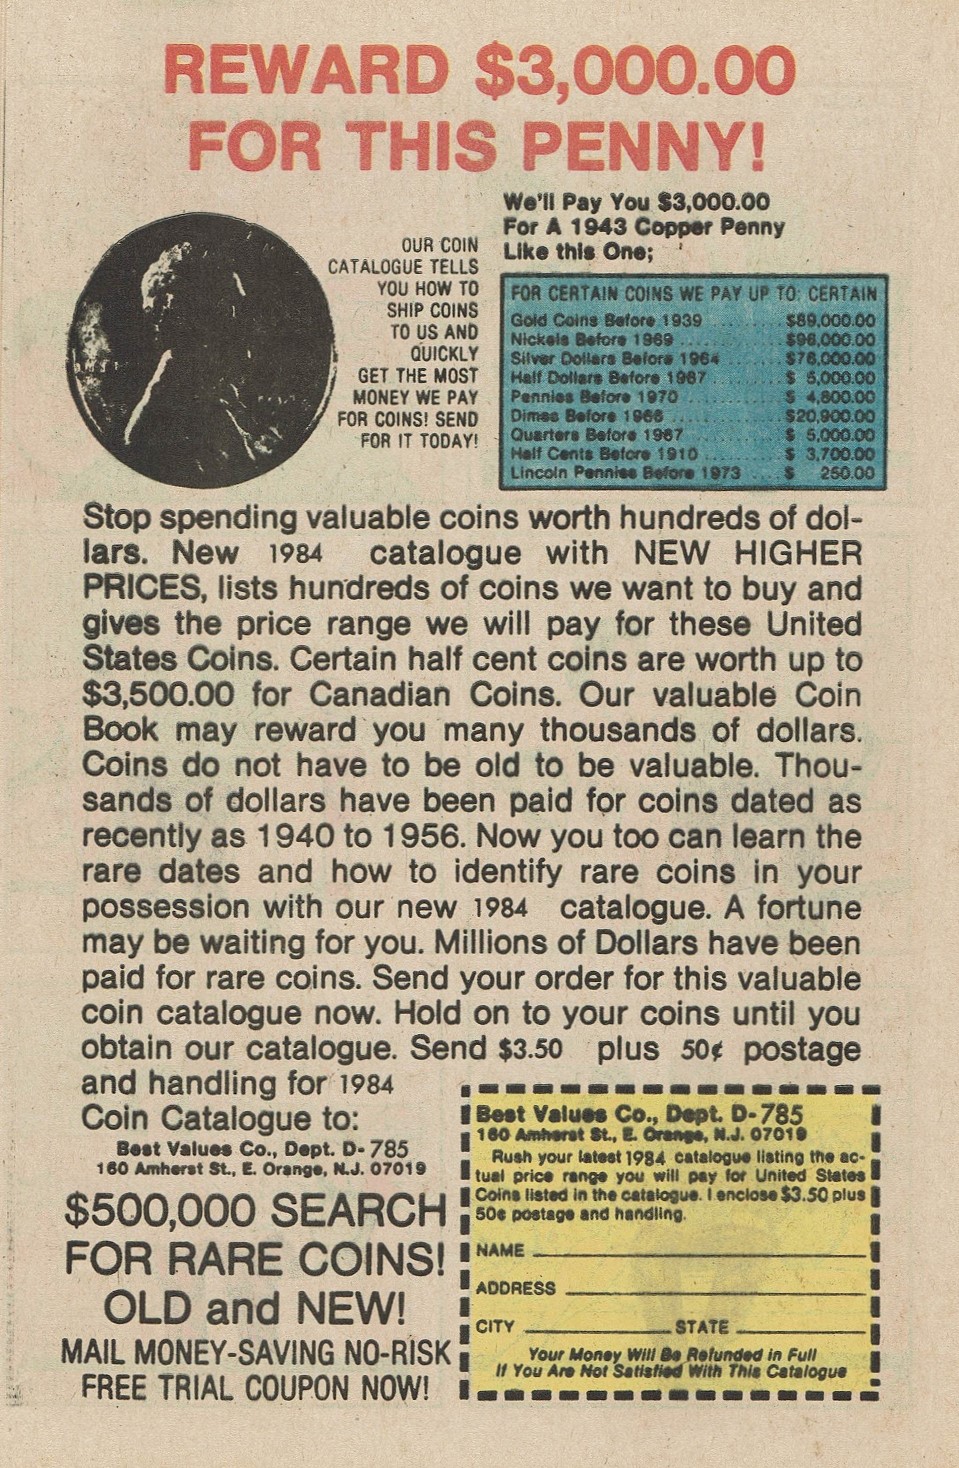 REWARD $3,000.00
FOR THIS PENNY!
We'll Pay You $3,000.00
For A 1943 Copper Penny
Like this One;
OUR COIN
CATALOGUE TELLS
YOU HOW TO
SHIP COINS
TO US AND
QUICKLY
GET THE MOST
MONEY WE PAY
FOR COINS! SEND
FOR IT TODAY!
FOR CERTAIN COINS WE PAY UP TO: CERTAIN
Gold Coins Before 1939 ........ $89,000.00
Nickels Before 1969 ........ $98,000.00
Silver Dollars Before 1964 ........ $76,000.00
Half Dollars Before 1967 ........ $ 5,000.00
Pennies Before 1970 ........ $ 4,800.00
Dimes Before 1966 ........ $20,900.00
Quarters Before 1967 ........ $ 5,000.00
Half Cents Before 1910 ........ $ 3,700.00
Lincoln Pennies Before 1973 .... $ 250.00
Stop spending valuable coins worth hundreds of dol-
lars. New 1984 catalogue with NEW HIGHER
PRICES, lists hundreds of coins we want to buy and
gives the price range we will pay for these United
States Coins. Certain half cent coins are worth up to
$3,500.00 for Canadian Coins. Our valuable Coin
Book may reward you many thousands of dollars.
Coins do not have to be old to be valuable. Thou-
sands of dollars have been paid for coins dated as
recently as 1940 to 1956. Now you too can learn the
rare dates and how to identify rare coins in your
possession with our new 1984 catalogue. A fortune
may be waiting for you. Millions of Dollars have been
paid for rare coins. Send your order for this valuable
coin catalogue now. Hold on to your coins until you
obtain our catalogue. Send $3.50 plus 50¢ postage
and handling for 1984
Coin Catalogue to:
Best Values Co., Dept. D-785
160 Amherst St., E. Orange, N.J. 07019
$500,000 SEARCH
FOR RARE COINS!
OLD and NEW!
MAIL MONEY-SAVING NO-RISK
FREE TRIAL COUPON NOW!
Best Values Co., Dept. D-785
160 Amherst St., E. Orange, N.J. 07019
Rush your latest 1984 catalogue listing the ac-
tual price range you will pay for United States
Coins listed in the catalogue. I enclose $3.50 plus
50¢ postage and handling.
NAME
ADDRESS
CITY STATE
Your Money Will Be Refunded in Full
If You Are Not Satisfied With This Catalogue